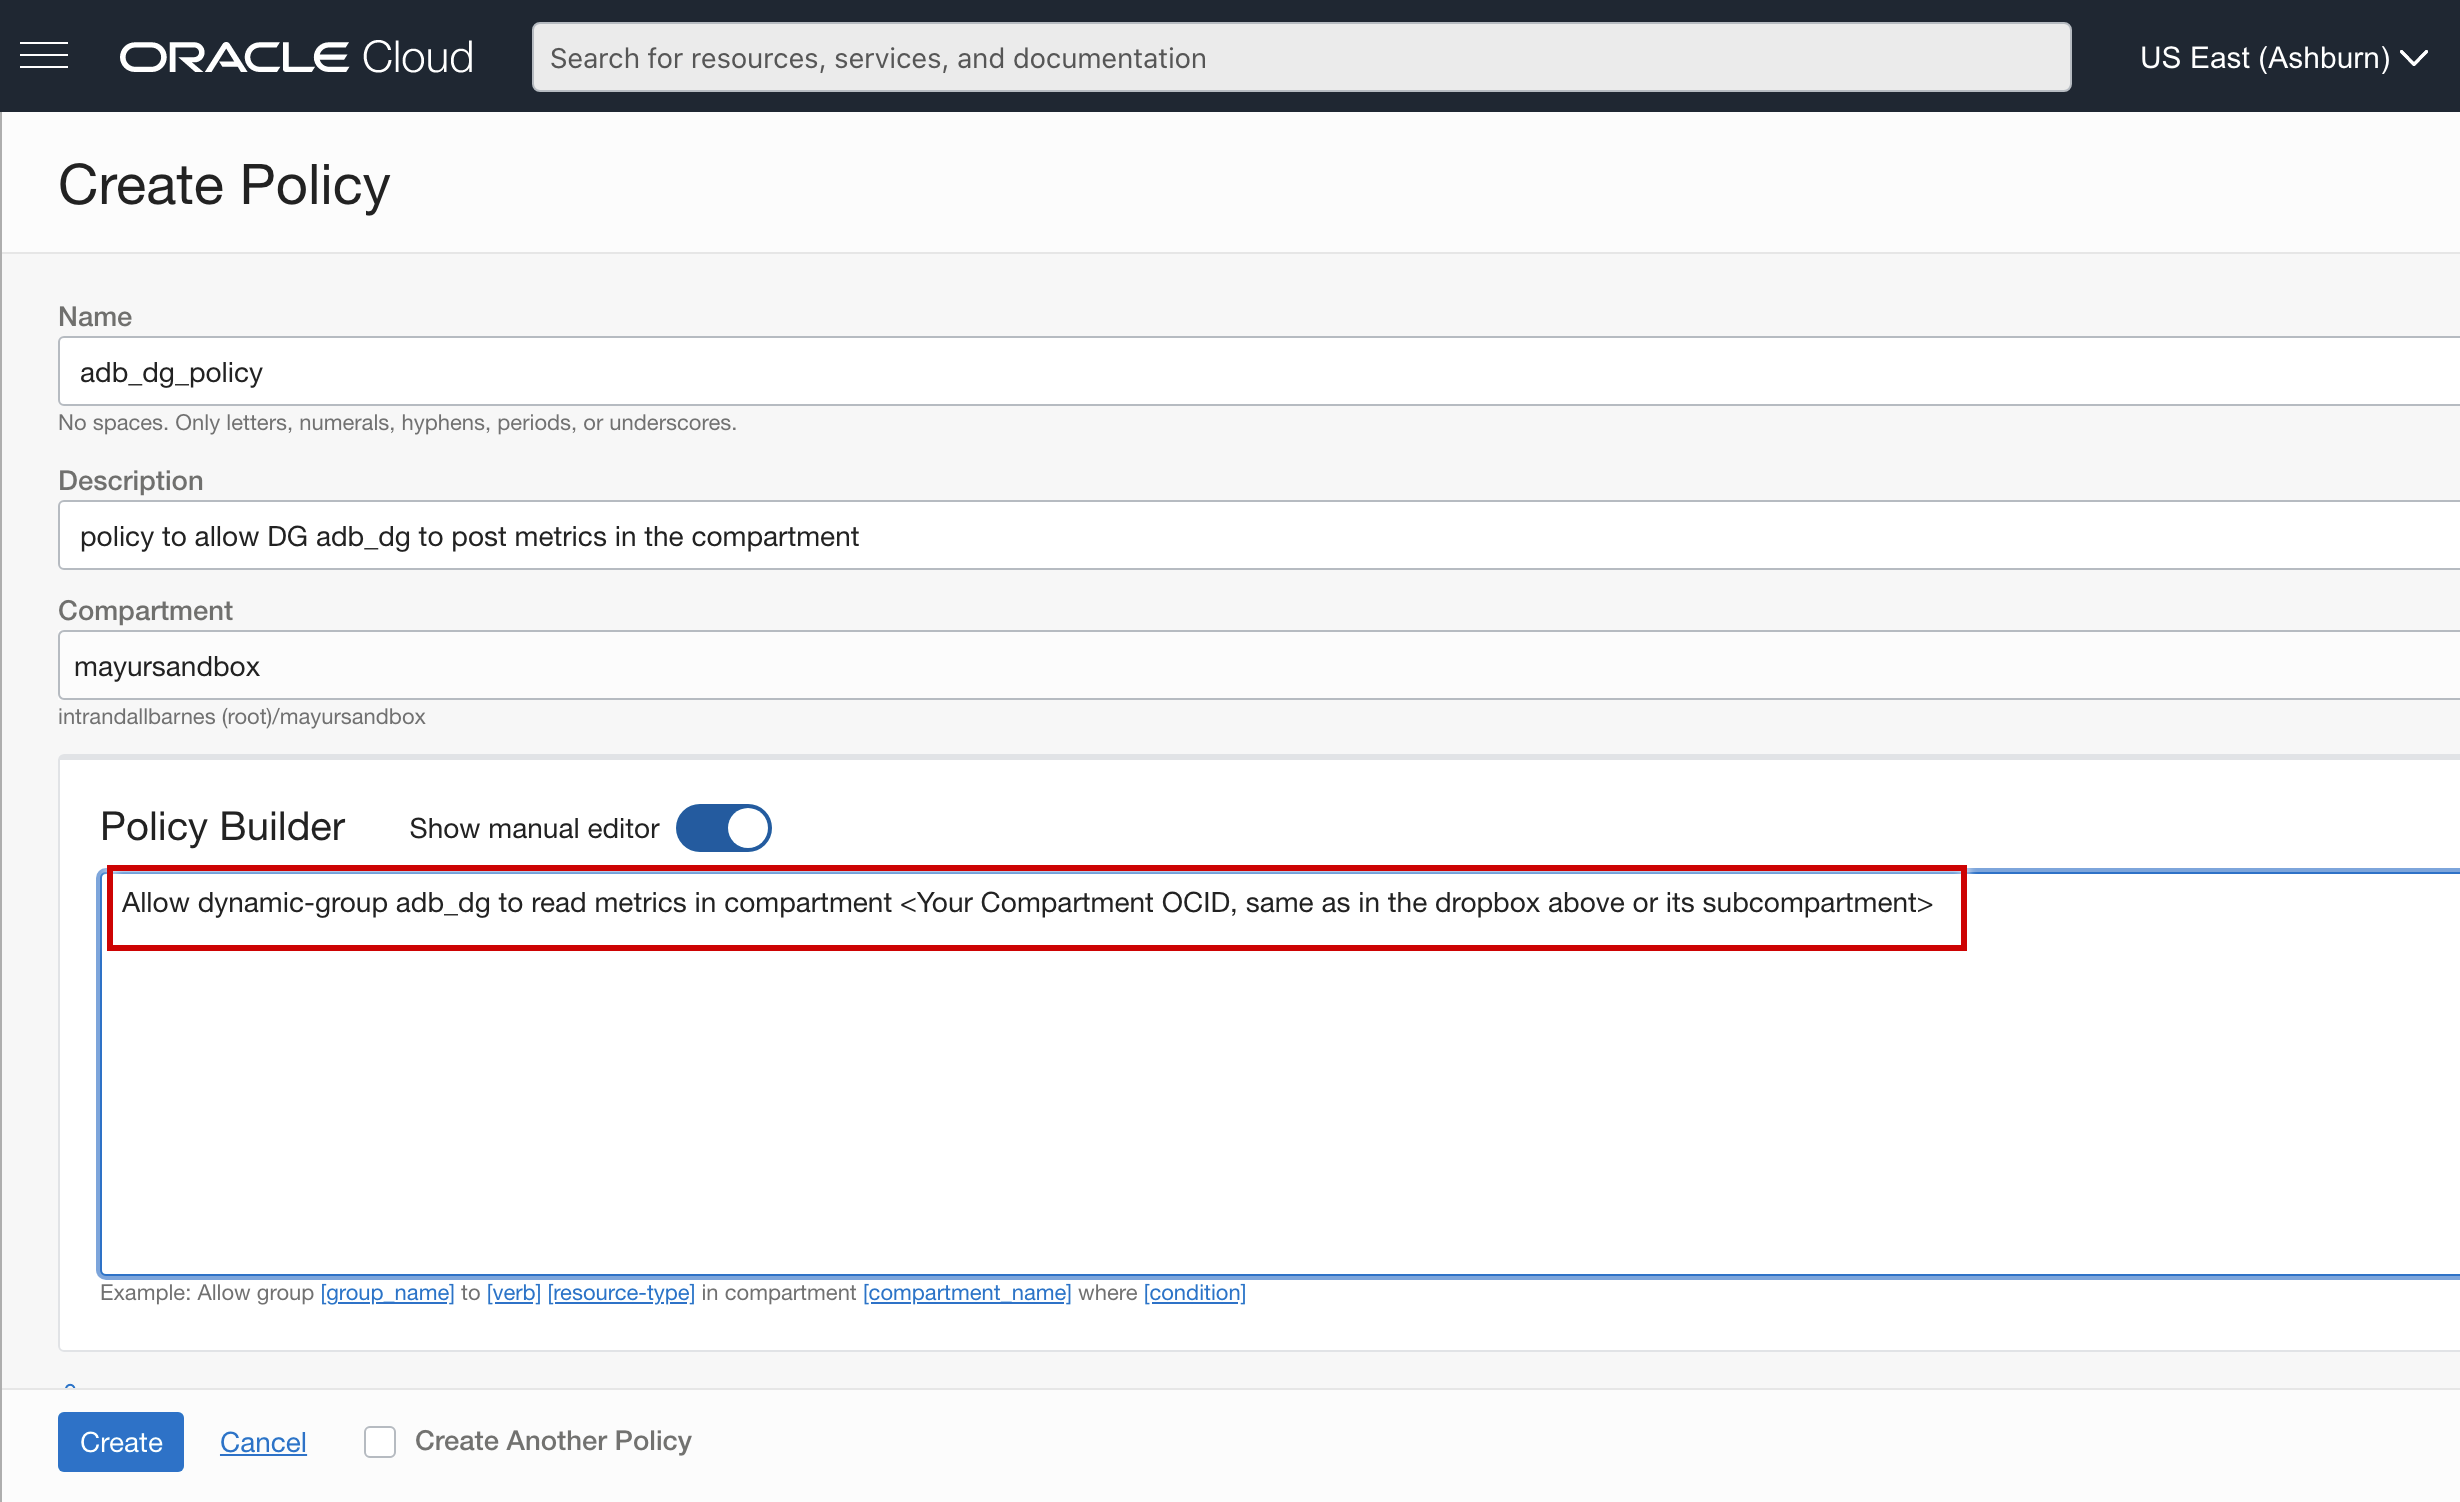 ORACLE Cloud
Search for resources, services, and documentation
US East (Ashburn)
Create Policy
Name
adb_dg_policy
No spaces. Only letters, numerals, hyphens, periods, or underscores.
Description
policy to allow DG adb_dg to post metrics in the compartment
Compartment
mayursandbox
intrandallbarnes (root)/mayursandbox
Policy Builder
Show manual editor
Allow dynamic-group adb_dg to read metrics in compartment <Your Compartment OCID, same as in the dropbox above or its subcompartment>
Example: Allow group [group_name] to [verb] [resource-type] in compartment [compartment_name] where [condition]
Create
Cancel
Create Another Policy